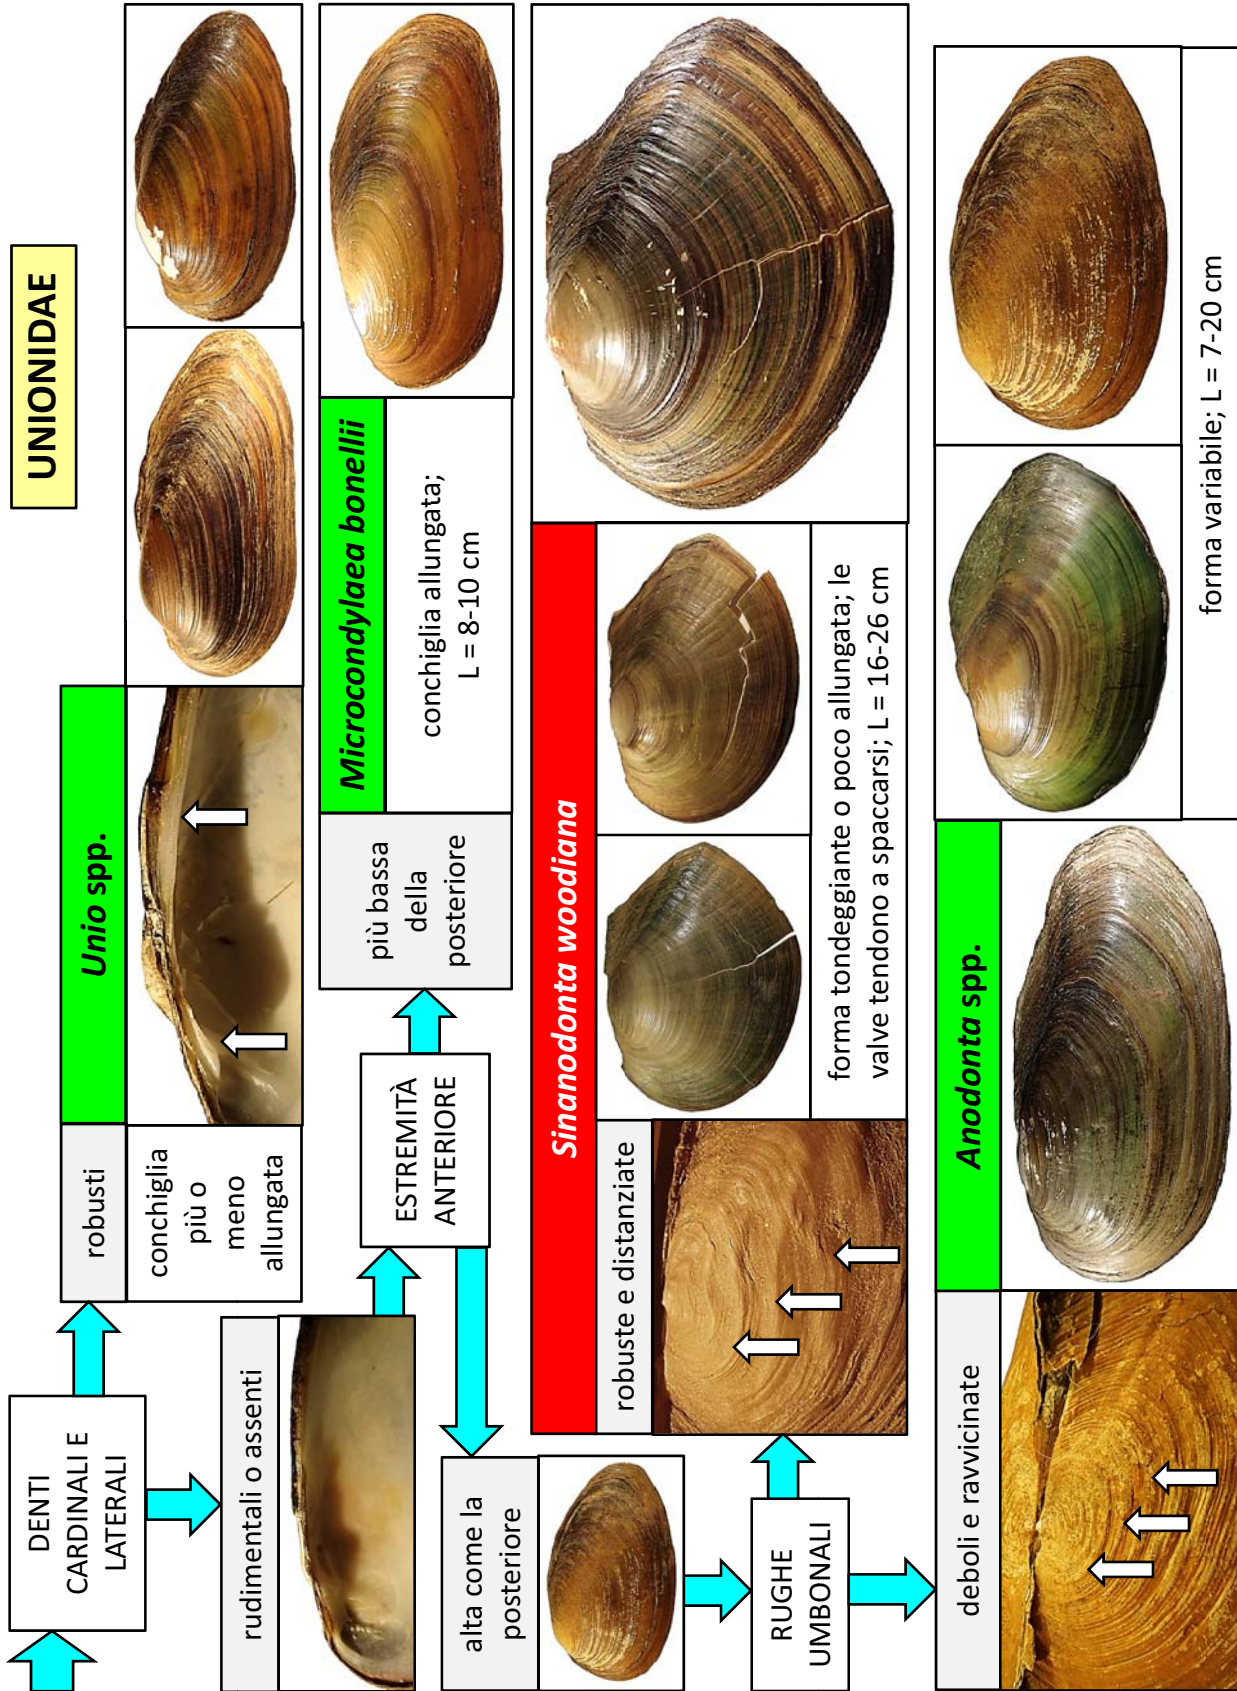 UNIONIDAE
DENTI
CARDINALI E
LATERALI
robusti
Unio spp.
conchiglia
più o
meno
allungata
rudimentali o assenti
ESTREMITÀ
ANTERIORE
più bassa
della
posteriore
Microcondylaea bonellii
conchiglia allungata;
L = 8-10 cm
alta come la
posteriore
RUGHE
UMBONALI
Sinanodonta woodiana
robuste e distanziate
forma tondeggiante o poco allungata; le
valve tendono a spaccarsi; L = 16-26 cm
deboli e ravvicinate
Anodonta spp.
forma variabile; L = 7-20 cm